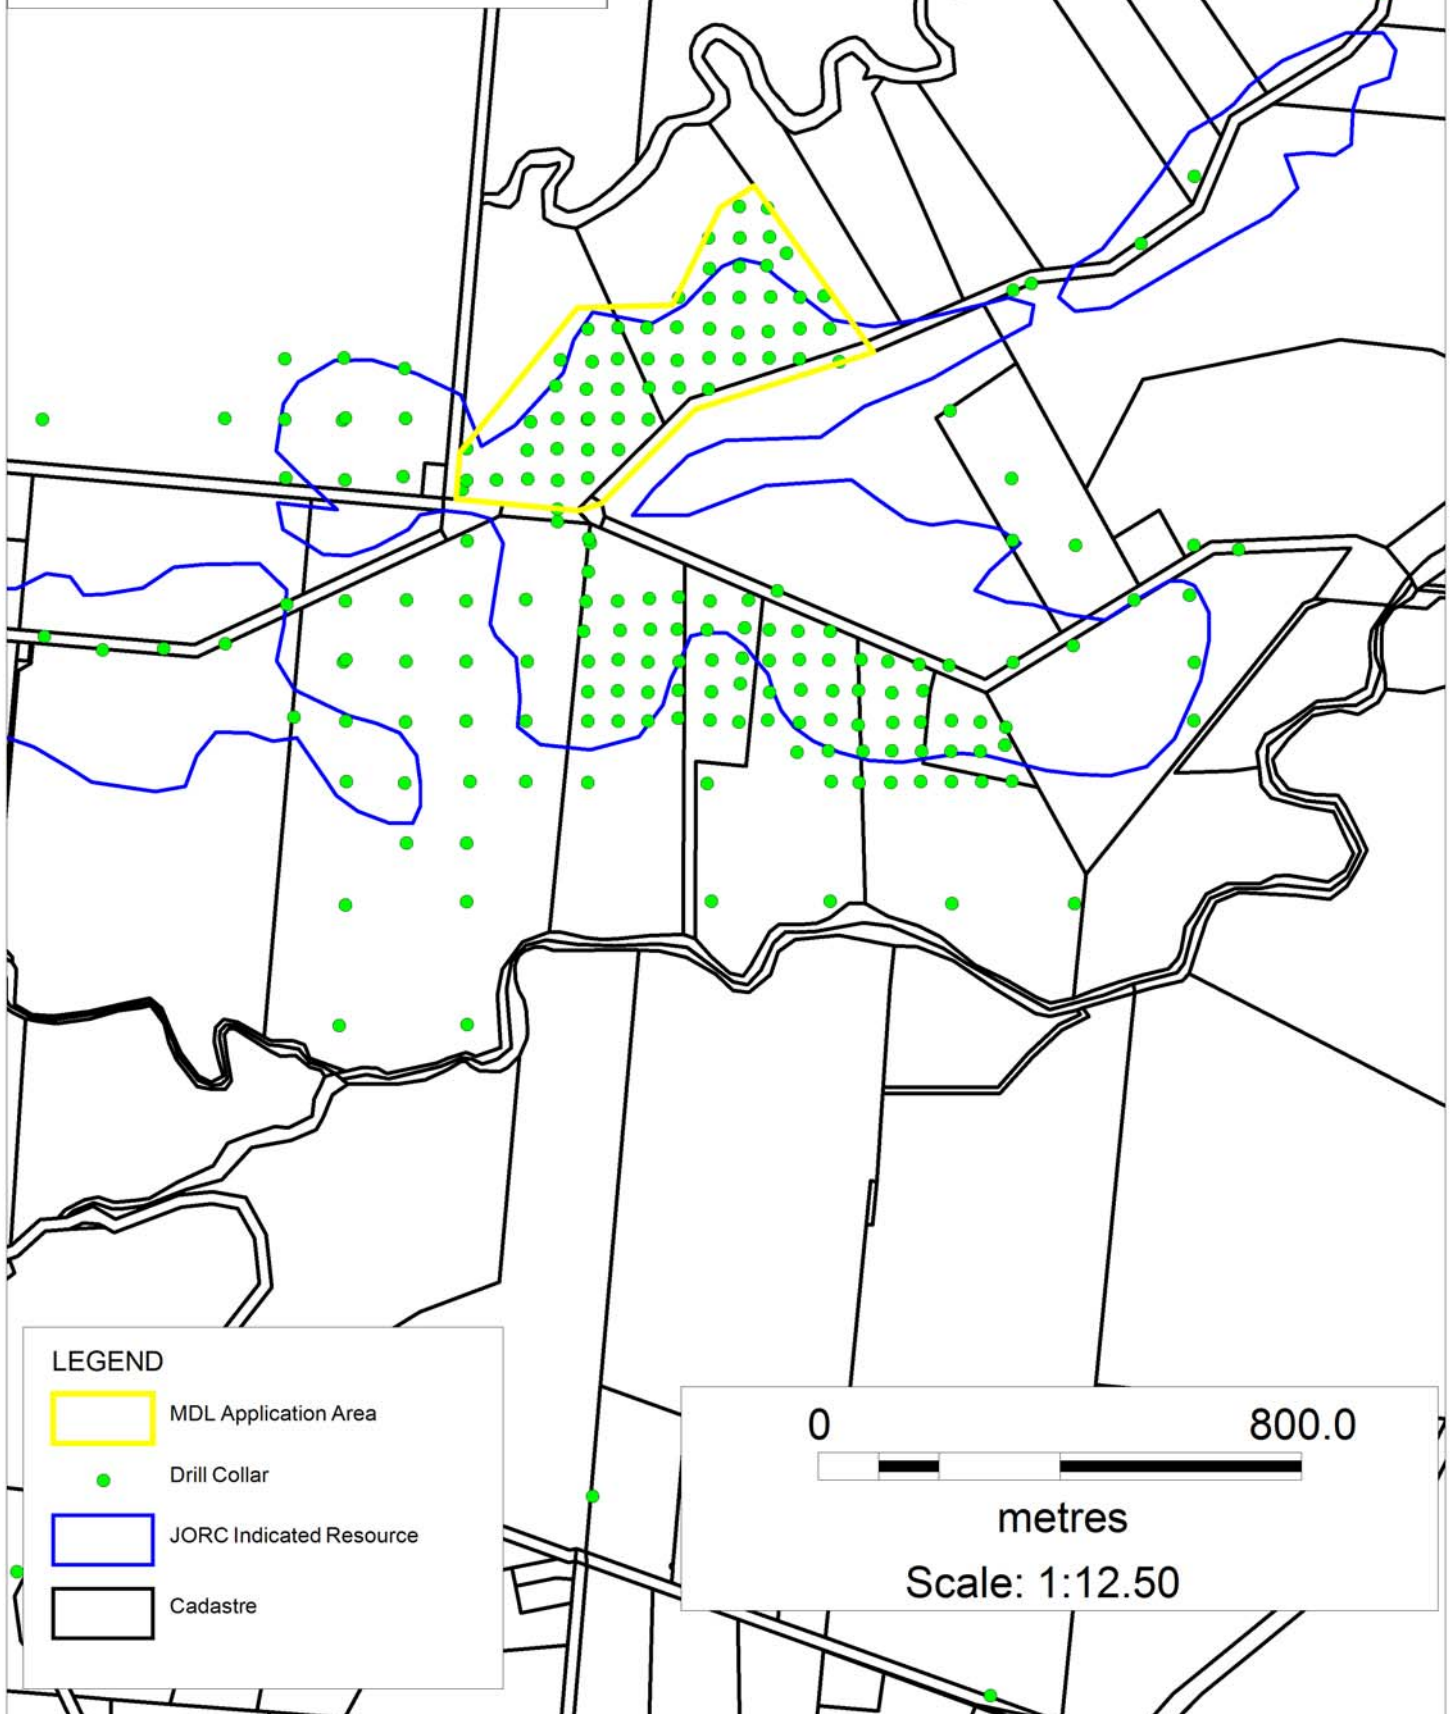 LEGEND
MDL Application Area
Drill Collar
JORC Indicated Resource
Cadastre
0 800.0
metres
Scale: 1:12.50